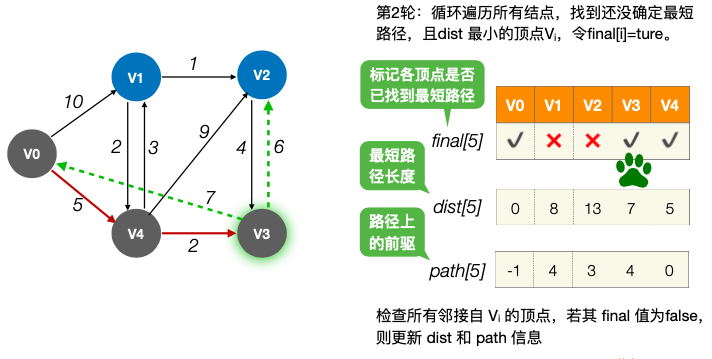 第2轮：循环遍历所有结点，找到还没确定最短
路径，且dist 最小的顶点Vᵢ，令final[i]=ture。
标记各顶点是否
已找到最短路径
V0 V1 V2 V3 V4
final[5] ✓ ✗ ✗ ✓ ✓
最短路
径长度
dist[5] 0 8 13 7 5
路径上
的前驱
path[5] -1 4 3 4 0
检查所有邻接自 Vᵢ 的顶点，若其 final 值为false，
则更新 dist 和 path 信息
V1 1 V2
10
2 3 9 4 6
V0
7
5
V4 2 V3